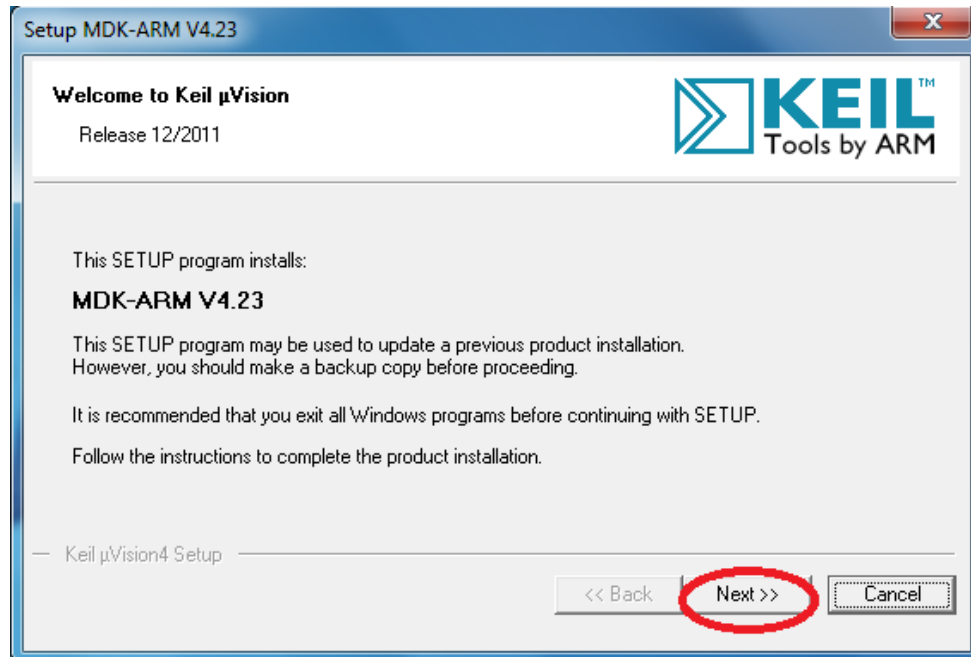 Setup MDK-ARM V4.23
Welcome to Keil µVision
Release 12/2011
KEIL™
Tools by ARM
This SETUP program installs:
MDK-ARM V4.23
This SETUP program may be used to update a previous product installation.
However, you should make a backup copy before proceeding.
It is recommended that you exit all Windows programs before continuing with SETUP.
Follow the instructions to complete the product installation.
Keil µVision4 Setup
<< Back Next >> Cancel